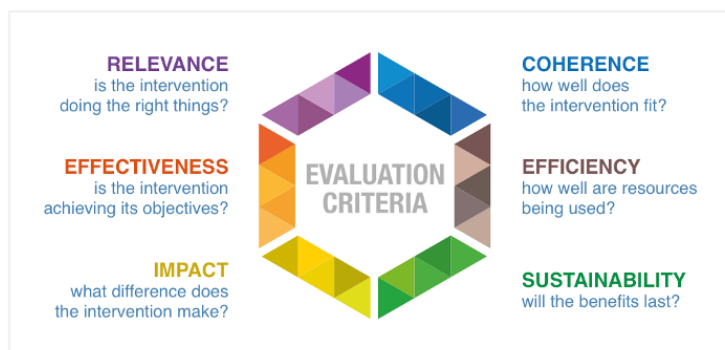 RELEVANCE
is the intervention
doing the right things?
COHERENCE
how well does
the intervention fit?
EFFECTIVENESS
is the intervention
achieving its objectives?
EVALUATION
CRITERIA
EFFICIENCY
how well are resources
being used?
IMPACT
what difference does
the intervention make?
SUSTAINABILITY
will the benefits last?